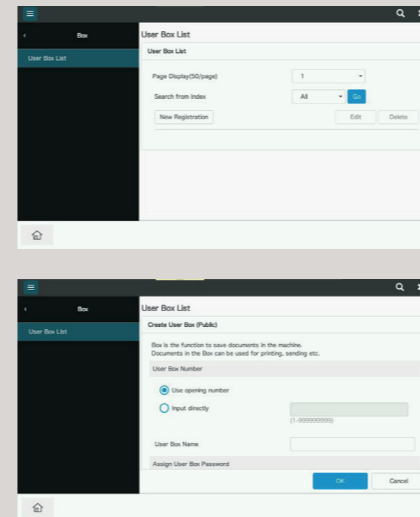 Box
User Box List
User Box List
User Box List
Page Display(50/page)
1
Search from Index
All
Go
New Registration
Edit
Delete
Box
User Box List
User Box List
Create User Box (Public)
Box is the function to save documents in the machine.
Documents in the Box can be used for printing, sending etc.
User Box Number
Use opening number
Input directly
(1-999999999)
User Box Name
Assign User Box Password
OK
Cancel